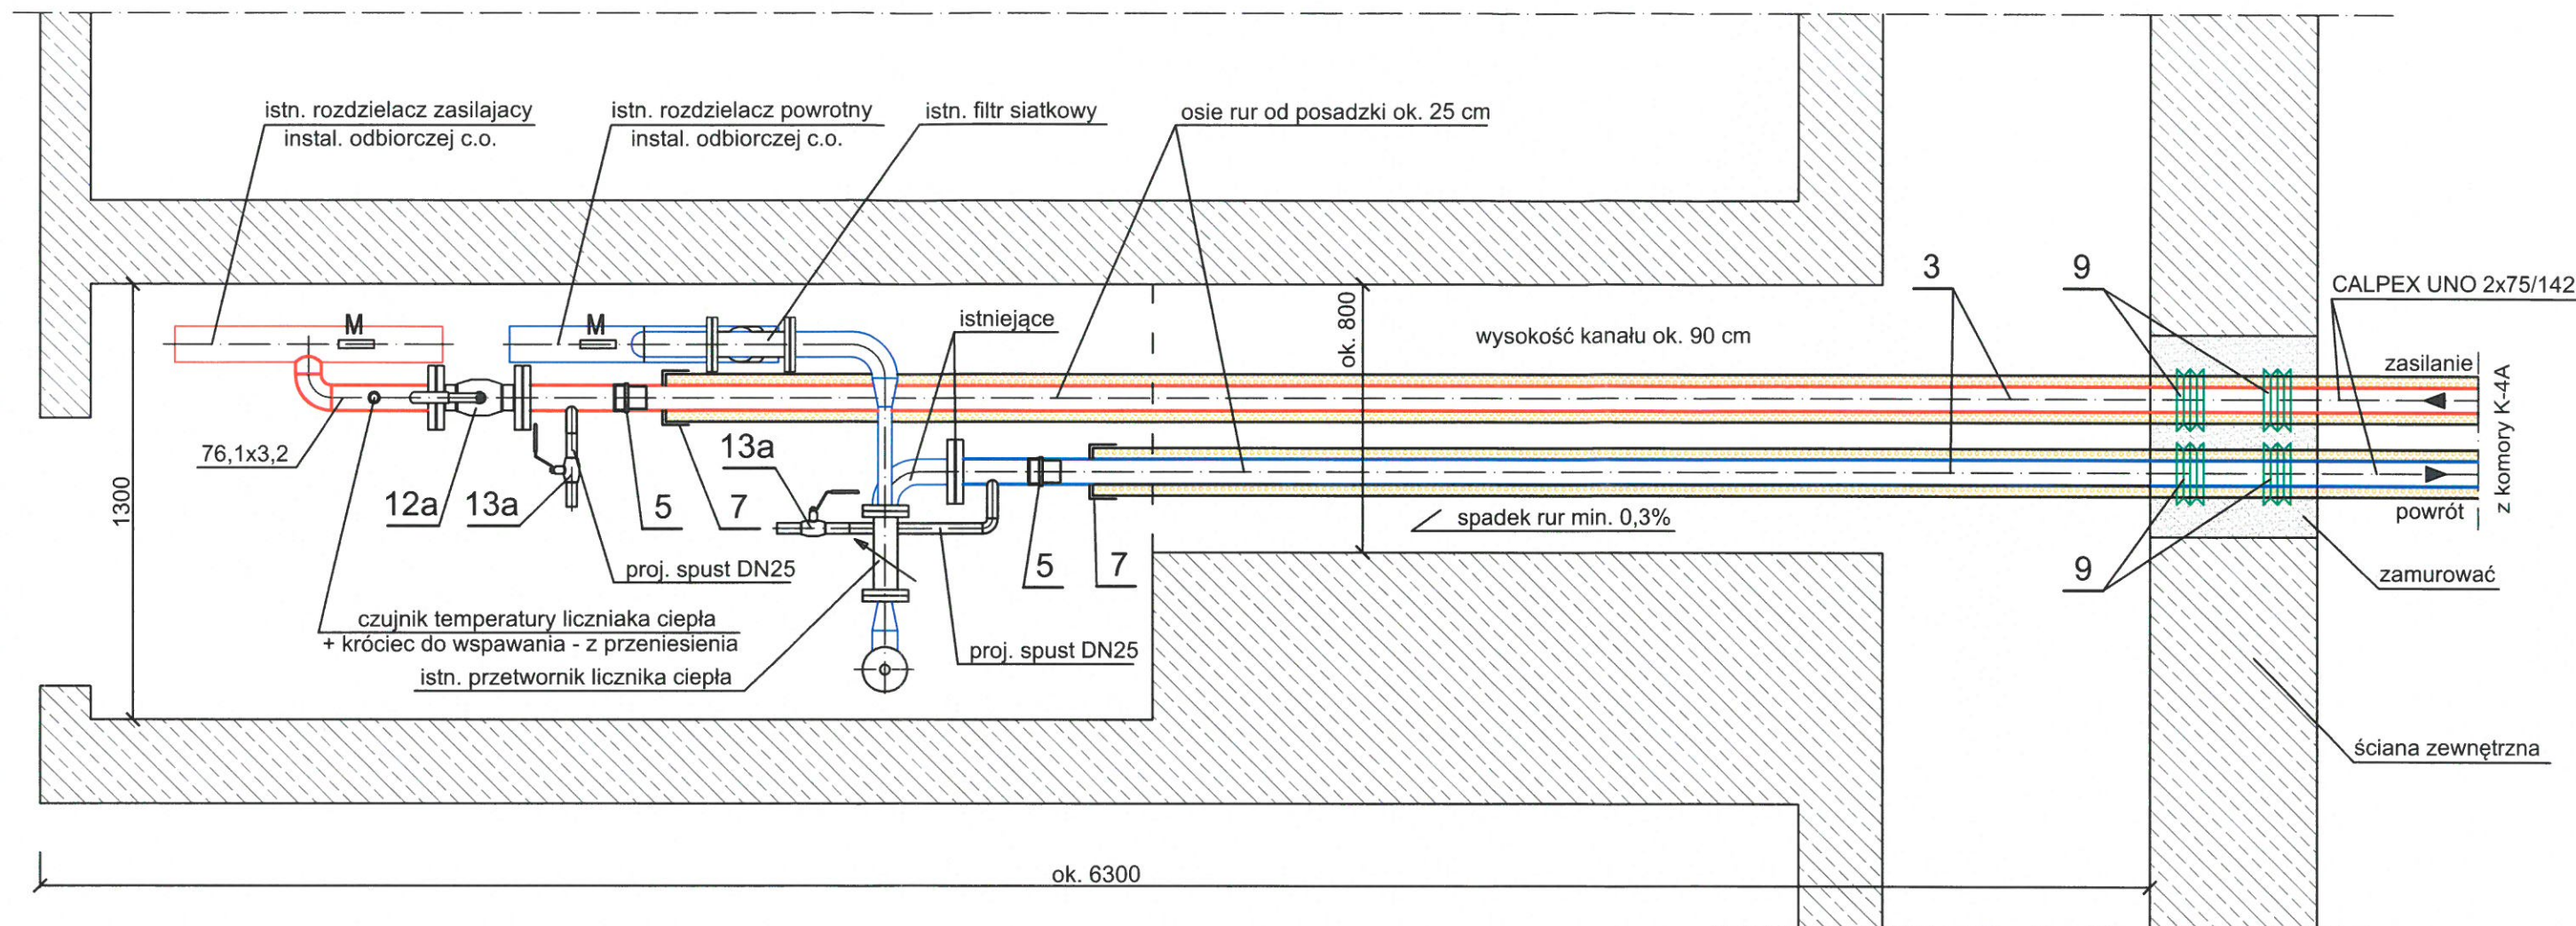 istn. rozdzielacz zasilajacy
instal. odbiorczej c.o.
istn. rozdzielacz powrotny
instal. odbiorczej c.o.
istn. filtr siatkowy
osie rur od posadzki ok. 25 cm
3
9
CALPEX UNO 2x75/142
M
M
istniejące
ok. 800
wysokość kanału ok. 90 cm
zasilanie
z komory K-4A
76,1x3,2
13a
12a
13a
5
7
1300
spadek rur min. 0,3%
powrót
proj. spust DN25
5
7
9
zamurować
czujnik temperatury liczniaka ciepła
+ króciec do wspawania - z przeniesienia
proj. spust DN25
istn. przetwornik licznika ciepła
ściana zewnętrzna
ok. 6300